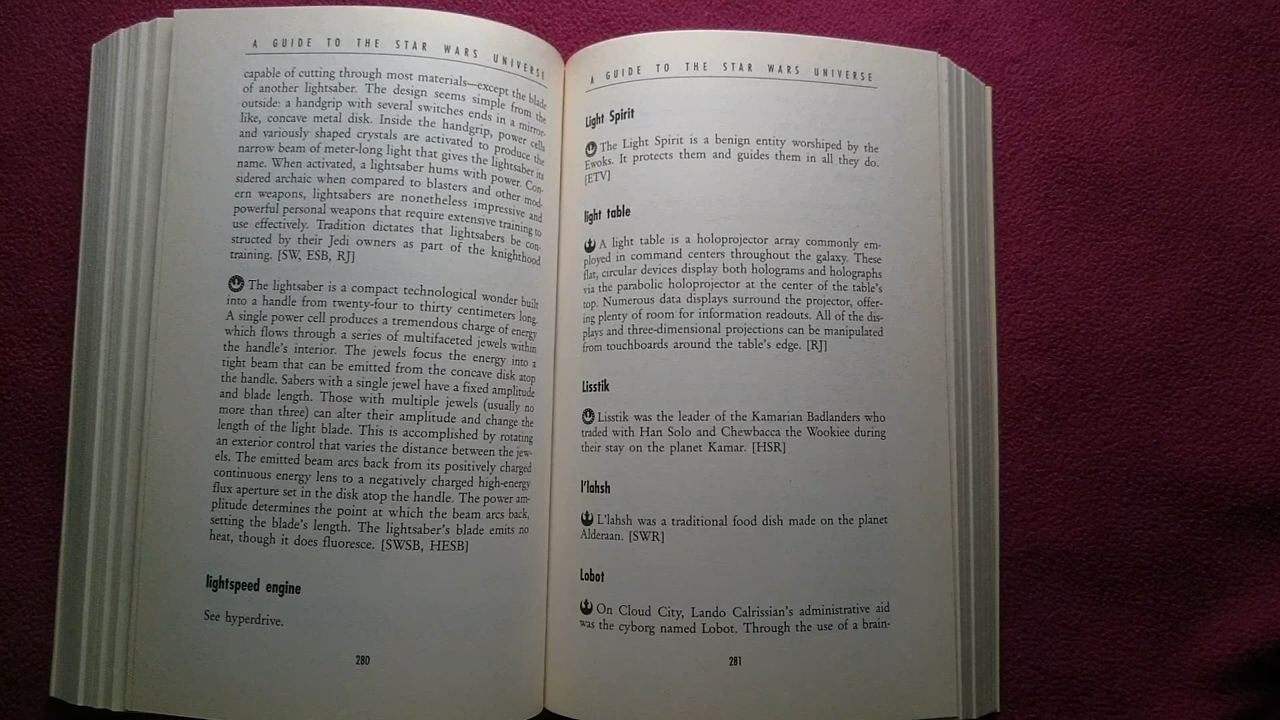 A GUIDE TO THE STAR WARS UNIVERSE
capable of cutting through most materials—except the blade
of another lightsaber. The design seems simple from the
outside: a handgrip with several switches ends in a mirror-
like, concave metal disk. Inside the handgrip, power cells
and variously shaped crystals are activated to produce the
narrow beam of meter-long light that gives the lightsaber its
name. When activated, a lightsaber hums with power. Con-
sidered archaic when compared to blasters and other mod-
ern weapons, lightsabers are nonetheless impressive and
powerful personal weapons that require extensive training to
use effectively. Tradition dictates that lightsabers be con-
structed by their Jedi owners as part of the knighthood
training. [SW, ESB, RJ]
The lightsaber is a compact technological wonder built
into a handle from twenty-four to thirty centimeters long.
A single power cell produces a tremendous charge of energy
which flows through a series of multifaceted jewels within
the handle's interior. The jewels focus the energy into a
tight beam that can be emitted from the concave disk atop
the handle. Sabers with a single jewel have a fixed amplitude
and blade length. Those with multiple jewels (usually no
more than three) can alter their amplitude and change the
length of the light blade. This is accomplished by rotating
an exterior control that varies the distance between the jew-
els. The emitted beam arcs back from its positively charged
continuous energy lens to a negatively charged high-energy
flux aperture set in the disk atop the handle. The power am-
plitude determines the point at which the beam arcs back,
setting the blade's length. The lightsaber's blade emits no
heat, though it does fluoresce. [SWSB, HESB]
lightspeed engine
See hyperdrive.
280
A GUIDE TO THE STAR WARS UNIVERSE
Light Spirit
The Light Spirit is a benign entity worshiped by the
Ewoks. It protects them and guides them in all they do.
[ETV]
light table
A light table is a holoprojector array commonly em-
ployed in command centers throughout the galaxy. These
flat, circular devices display both holograms and holographs
via the parabolic holoprojector at the center of the table's
top. Numerous data displays surround the projector, offer-
ing plenty of room for information readouts. All of the dis-
plays and three-dimensional projections can be manipulated
from touchboards around the table's edge. [RJ]
Lisstik
Lisstik was the leader of the Kamarian Badlanders who
traded with Han Solo and Chewbacca the Wookiee during
their stay on the planet Kamar. [HSR]
l'lahsh
L'lahsh was a traditional food dish made on the planet
Alderaan. [SWR]
Lobot
On Cloud City, Lando Calrissian's administrative aid
was the cyborg named Lobot. Through the use of a brain-
281